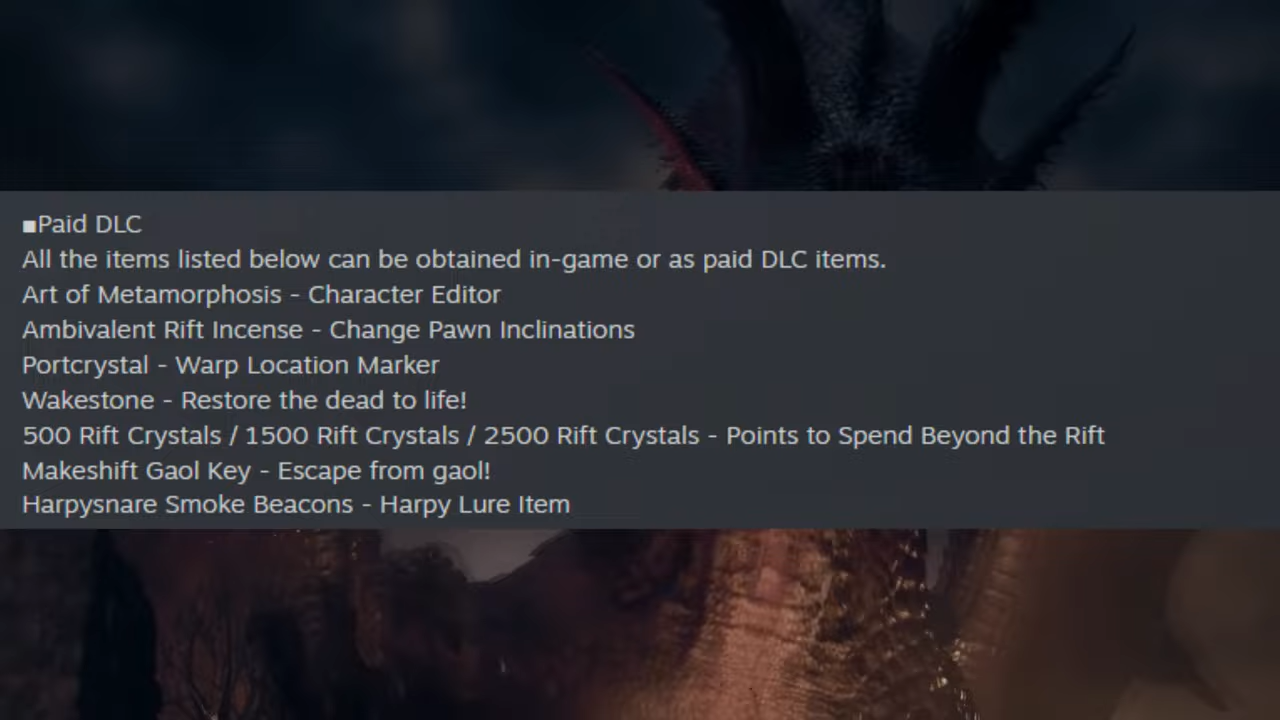 ■Paid DLC
All the items listed below can be obtained in-game or as paid DLC items.
Art of Metamorphosis - Character Editor
Ambivalent Rift Incense - Change Pawn Inclinations
Portcrystal - Warp Location Marker
Wakestone - Restore the dead to life!
500 Rift Crystals / 1500 Rift Crystals / 2500 Rift Crystals - Points to Spend Beyond the Rift
Makeshift Gaol Key - Escape from gaol!
Harpysnare Smoke Beacons - Harpy Lure Item